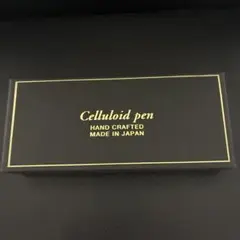 Celluloid pen
HAND CRAFTED
MADE IN JAPAN